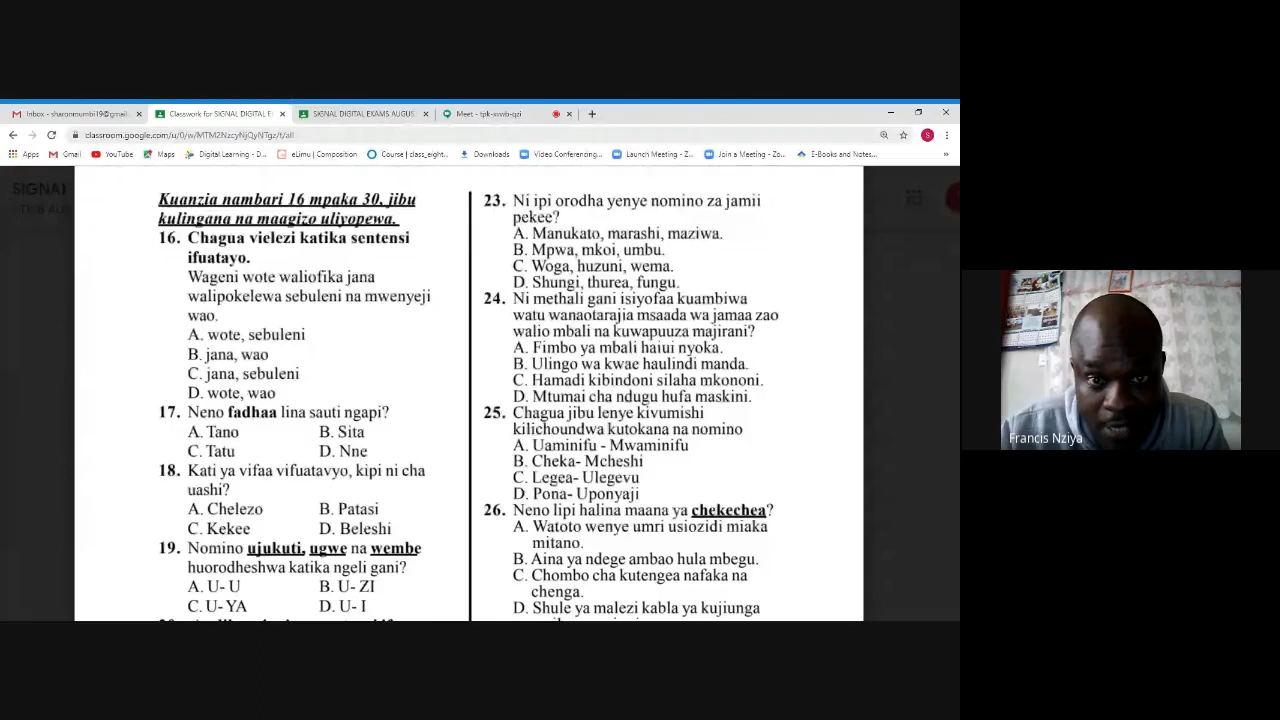 Inbox - sharonmumbi19@gmail.
Classwork for SIGNAL DIGITAL E
SIGNAL DIGITAL EXAMS AUGUS
Meet - tpk-xvwb-qzi
classroom.google.com/u/0/w/MTM2NzcyNjQyNTgz/t/all
Apps
Gmail
YouTube
Maps
Digital Learning - D...
eLimu | Composition
Course | class_eight...
Downloads
Video Conferencing...
Launch Meeting - Z...
Join a Meeting - Zo...
E-Books and Notes...
SIGNAL
Kuanzia nambari 16 mpaka 30, jibu
kulingana na maagizo uliyopewa.
16. Chagua vielezi katika sentensi
ifuatayo.
Wageni wote waliofika jana
walipokelewa sebuleni na mwenyeji
wao.
A. wote, sebuleni
B. jana, wao
C. jana, sebuleni
D. wote, wao
17. Neno fadhaa lina sauti ngapi?
A. Tano B. Sita
C. Tatu D. Nne
18. Kati ya vifaa vifuatavyo, kipi ni cha
uashi?
A. Chelezo B. Patasi
C. Kekee D. Beleshi
19. Nomino ujukuti, ugwe na wembe
huorodheshwa katika ngeli gani?
A. U- U B. U- ZI
C. U- YA D. U- I
23. Ni ipi orodha yenye nomino za jamii
pekee?
A. Manukato, marashi, maziwa.
B. Mpwa, mkoi, umbu.
C. Woga, huzuni, wema.
D. Shungi, thurea, fungu.
24. Ni methali gani isiyofaa kuambiwa
watu wanaotarajia msaada wa jamaa zao
walio mbali na kuwapuuza majirani?
A. Fimbo ya mbali haiui nyoka.
B. Ulingo wa kwae haulindi manda.
C. Hamadi kibindoni silaha mkononi.
D. Mtumai cha ndugu hufa maskini.
25. Chagua jibu lenye kivumishi
kilichoundwa kutokana na nomino
A. Uaminifu - Mwaminifu
B. Cheka- Mcheshi
C. Legea- Ulegevu
D. Pona- Uponyaji
26. Neno lipi halina maana ya chekechea?
A. Watoto wenye umri usiozidi miaka
mitano.
B. Aina ya ndege ambao hula mbegu.
C. Chombo cha kutengea nafaka na
chenga.
D. Shule ya malezi kabla ya kujiunga
Francis Nziya